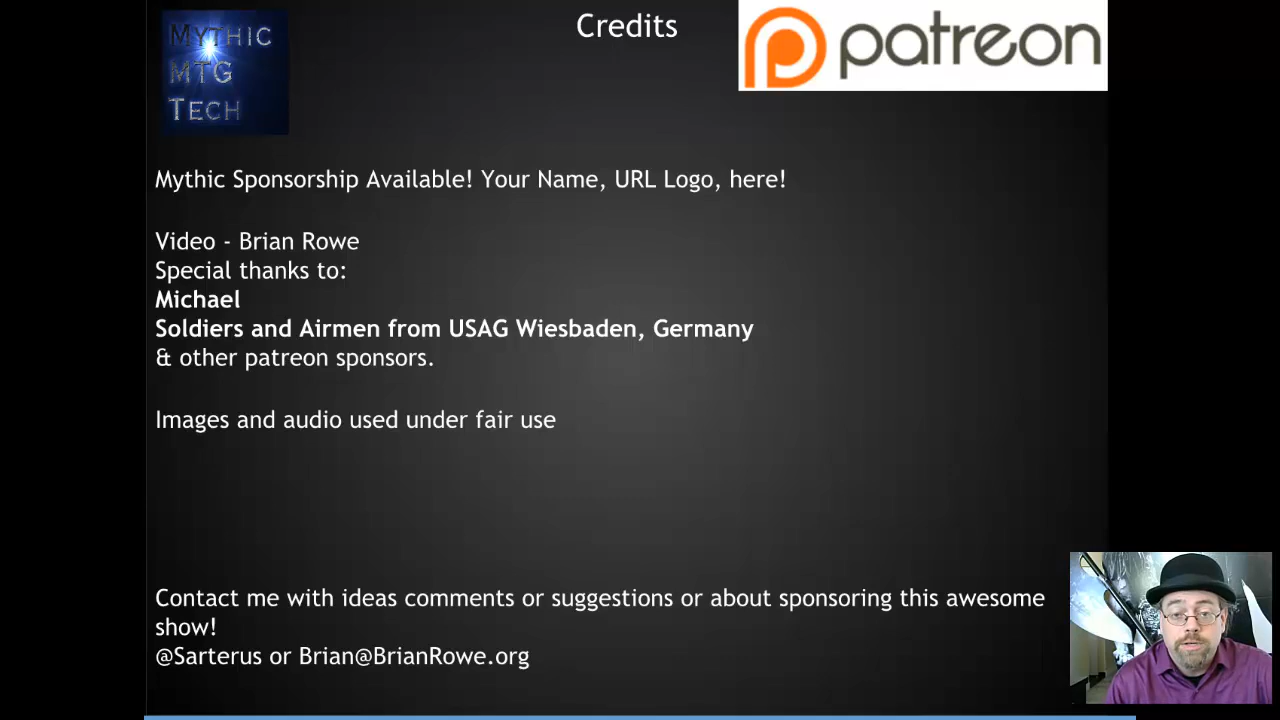 Mythic
MTG
Tech
Credits
patreon
Mythic Sponsorship Available! Your Name, URL Logo, here!
Video - Brian Rowe
Special thanks to:
Michael
Soldiers and Airmen from USAG Wiesbaden, Germany
& other patreon sponsors.
Images and audio used under fair use
Contact me with ideas comments or suggestions or about sponsoring this awesome
show!
@Sarterus or Brian@BrianRowe.org